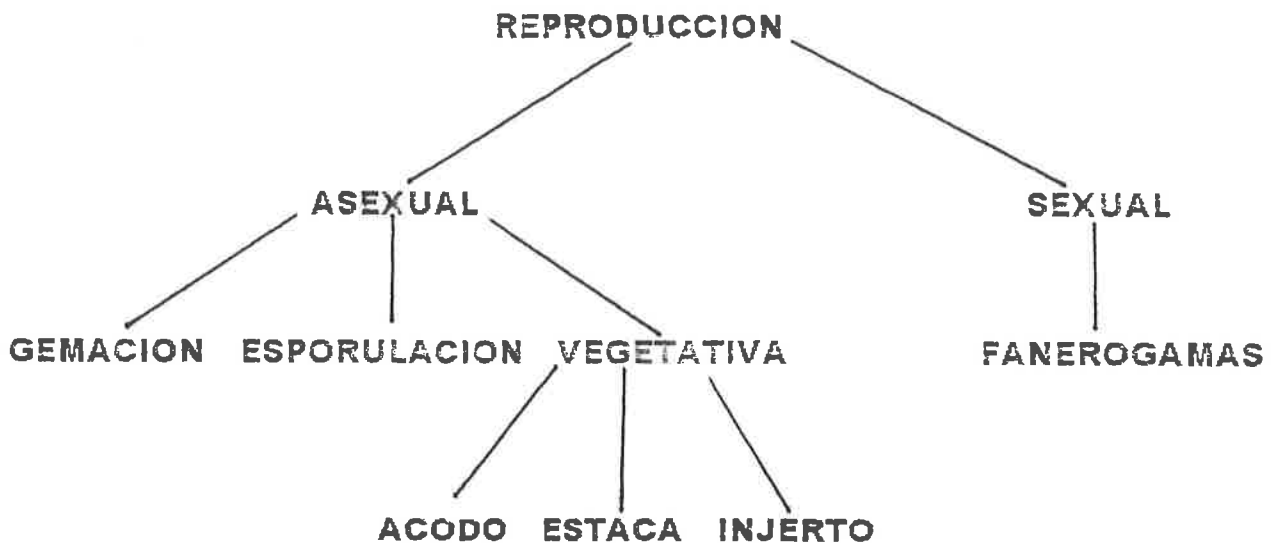 REPRODUCCION
ASEXUAL SEXUAL
GEMACION ESPORULACION VEGETATIVA FANEROGAMAS
ACODO ESTACA INJERTO